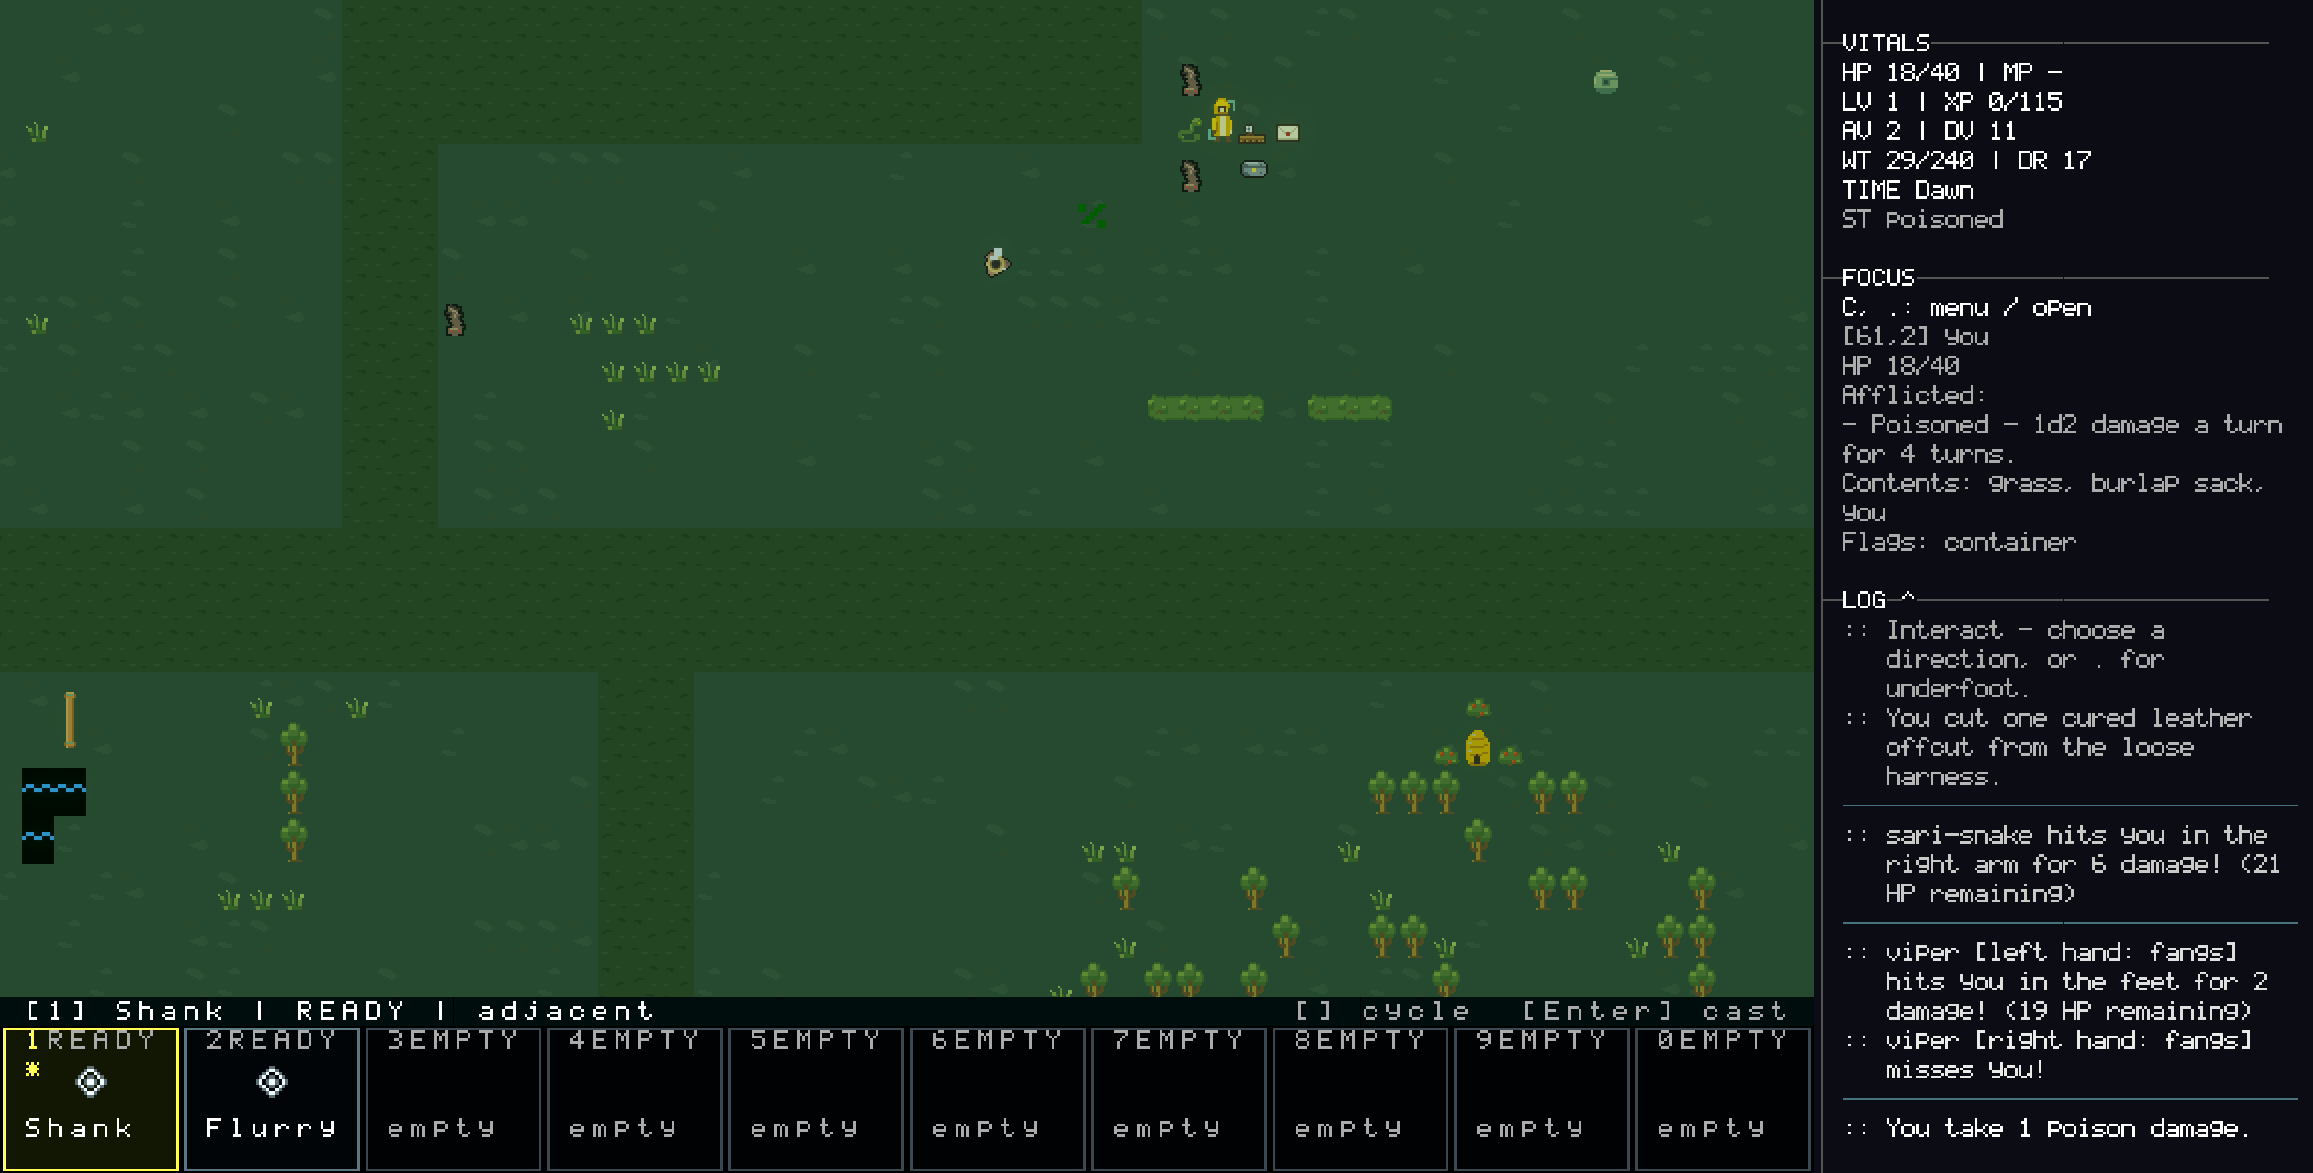 VITALS
HP 18/40 | MP -
LV 1 | XP 0/115
AV 2 | DV 11
WT 29/240 | DR 17
TIME Dawn
ST Poisoned
FOCUS
C, .: menu / open
[61,2] You
HP 18/40
Afflicted:
- Poisoned - 1d2 damage a turn
for 4 turns.
Contents: grass, burlap sack,
you
Flags: container
LOG ^
:: Interact - choose a
direction, or . for
underfoot.
:: You cut one cured leather
offcut from the loose
harness.
:: sari-snake hits you in the
right arm for 6 damage! (21
HP remaining)
:: viper [left hand: fangs]
hits you in the feet for 2
damage! (19 HP remaining)
:: viper [right hand: fangs]
misses you!
:: You take 1 Poison damage.
[1] Shank | READY | adjacent [] cycle [Enter] cast
1READY 2READY 3EMPTY 4EMPTY 5EMPTY 6EMPTY 7EMPTY 8EMPTY 9EMPTY 0EMPTY
Shank Flurry empty empty empty empty empty empty empty empty